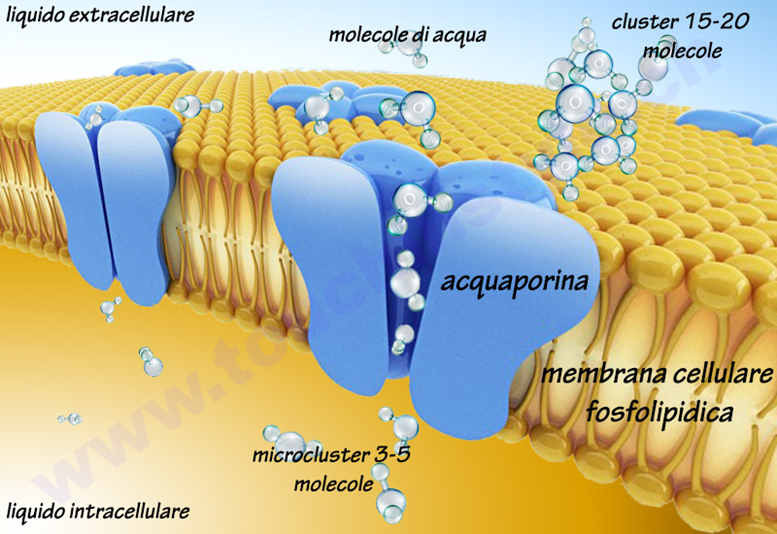 liquido extracellulare
molecole di acqua
cluster 15-20
molecole
O
O
O
O
O
O
acquaporina
membrana cellulare
fosfolipidica
microcluster 3-5
molecole
liquido intracellulare